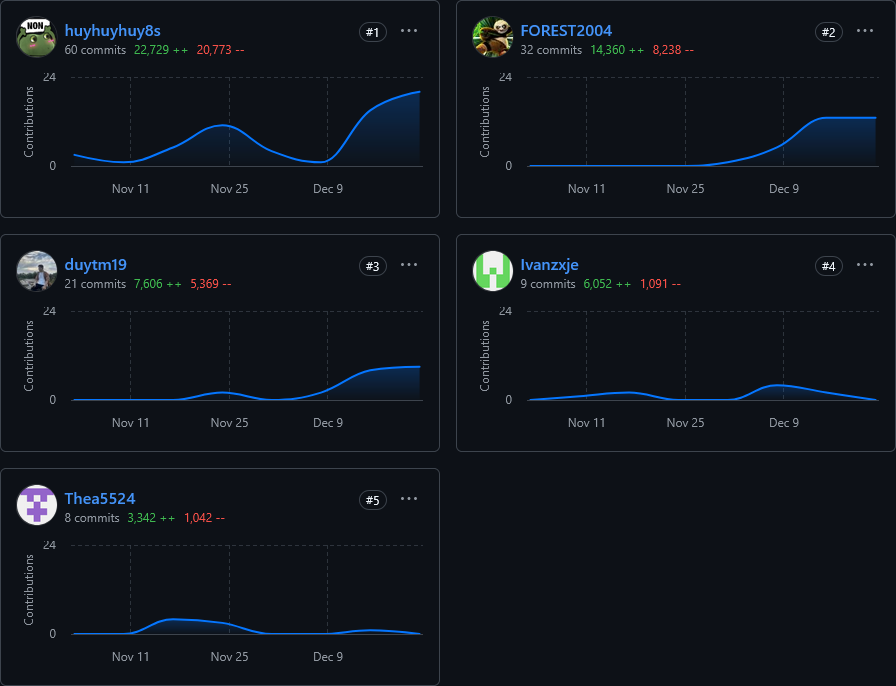 NON
huyhuyhuy8s
#1
60 commits 22,729 ++ 20,773 --
24
Contributions
0
Nov 11 Nov 25 Dec 9
FOREST2004
#2
32 commits 14,360 ++ 8,238 --
24
Contributions
0
Nov 11 Nov 25 Dec 9
duytm19
#3
21 commits 7,606 ++ 5,369 --
24
Contributions
0
Nov 11 Nov 25 Dec 9
lvanzxje
#4
9 commits 6,052 ++ 1,091 --
24
Contributions
0
Nov 11 Nov 25 Dec 9
Thea5524
#5
8 commits 3,342 ++ 1,042 --
24
Contributions
0
Nov 11 Nov 25 Dec 9